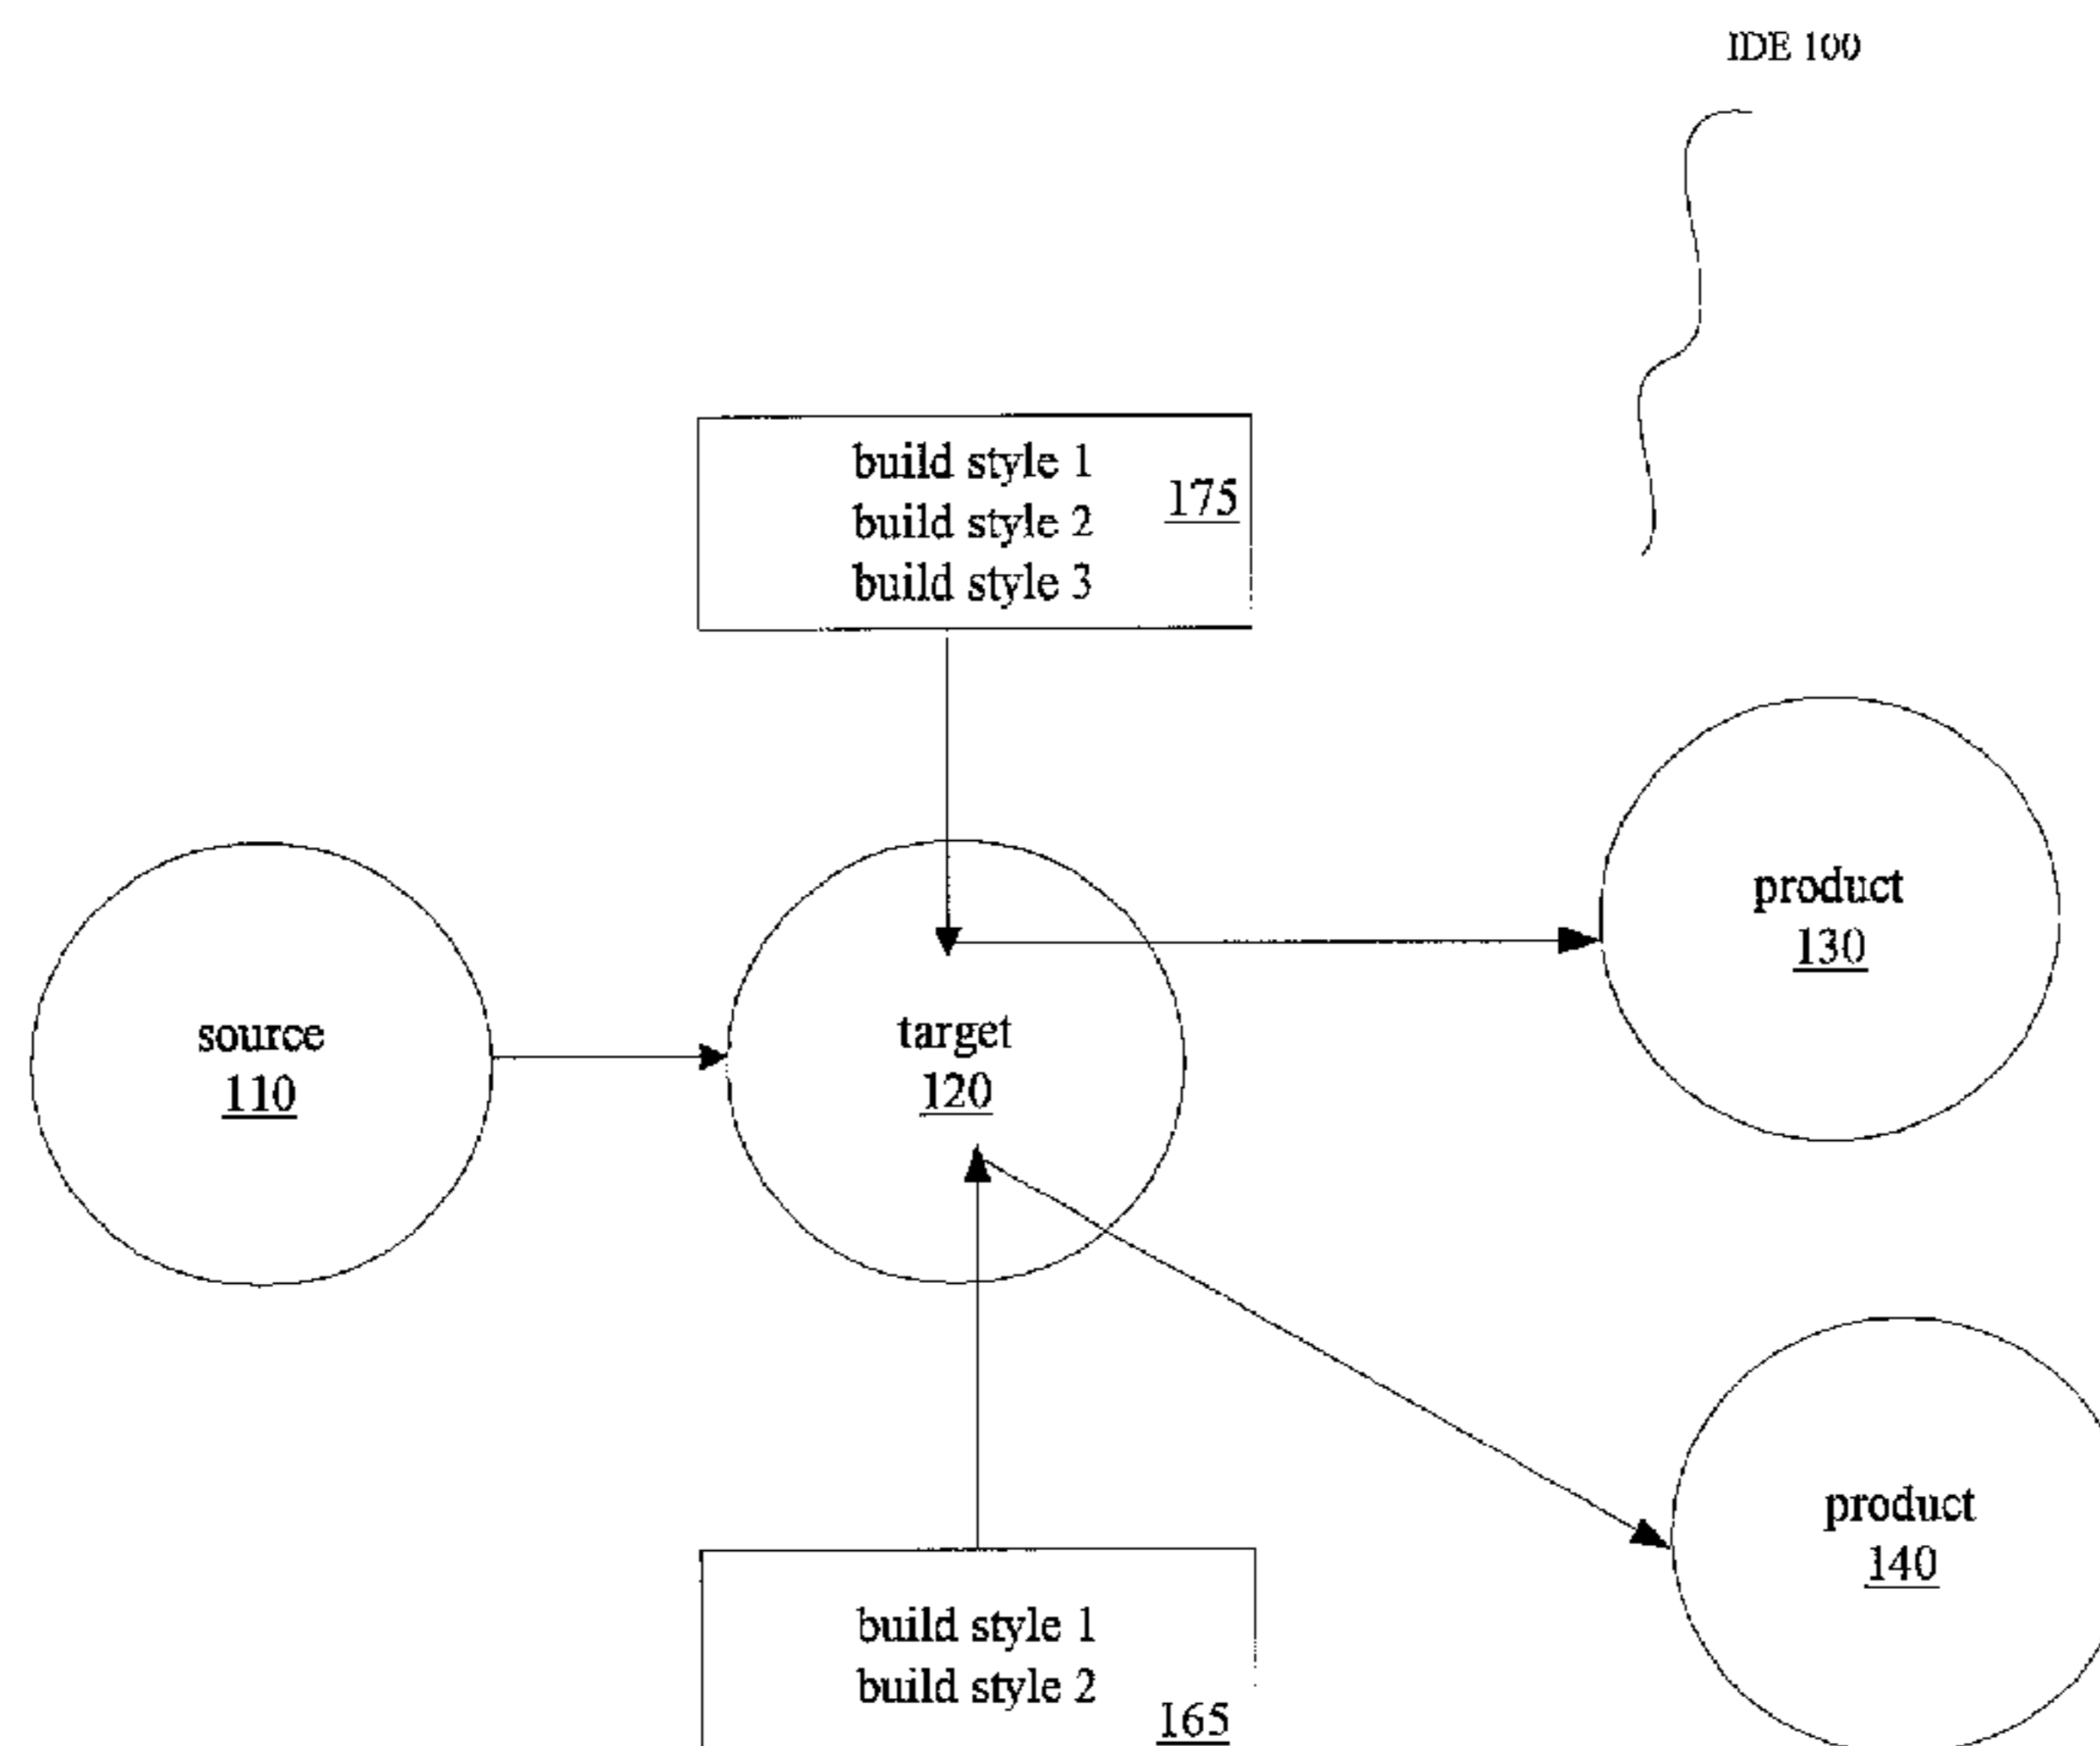 IDE 100
build style 1
build style 2
build style 3
175
product
130
source
110
target
120
product
140
build style 1
build style 2
165